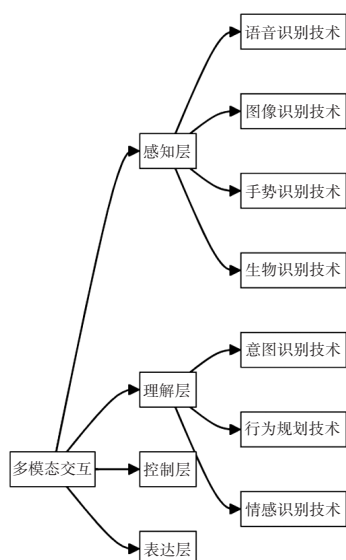 语音识别技术
图像识别技术
感知层
手势识别技术
生物识别技术
意图识别技术
理解层
行为规划技术
多模态交互
控制层
情感识别技术
表达层